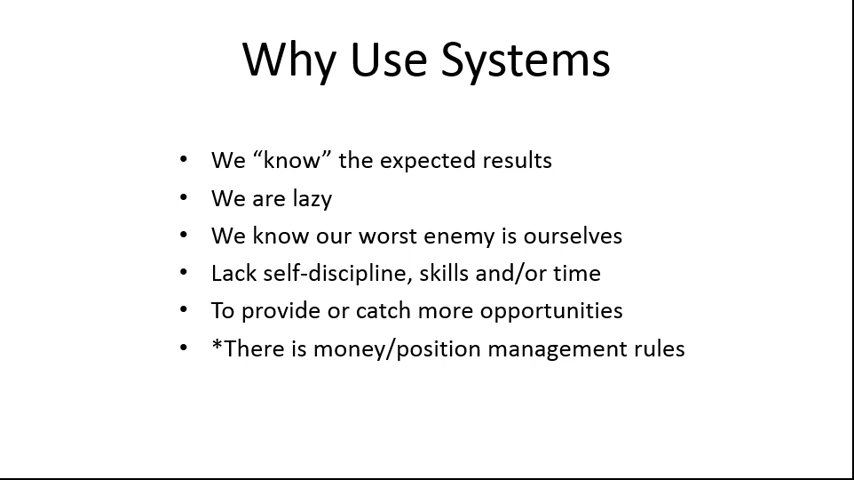 Why Use Systems
• We “know” the expected results
• We are lazy
• We know our worst enemy is ourselves
• Lack self-discipline, skills and/or time
• To provide or catch more opportunities
• *There is money/position management rules